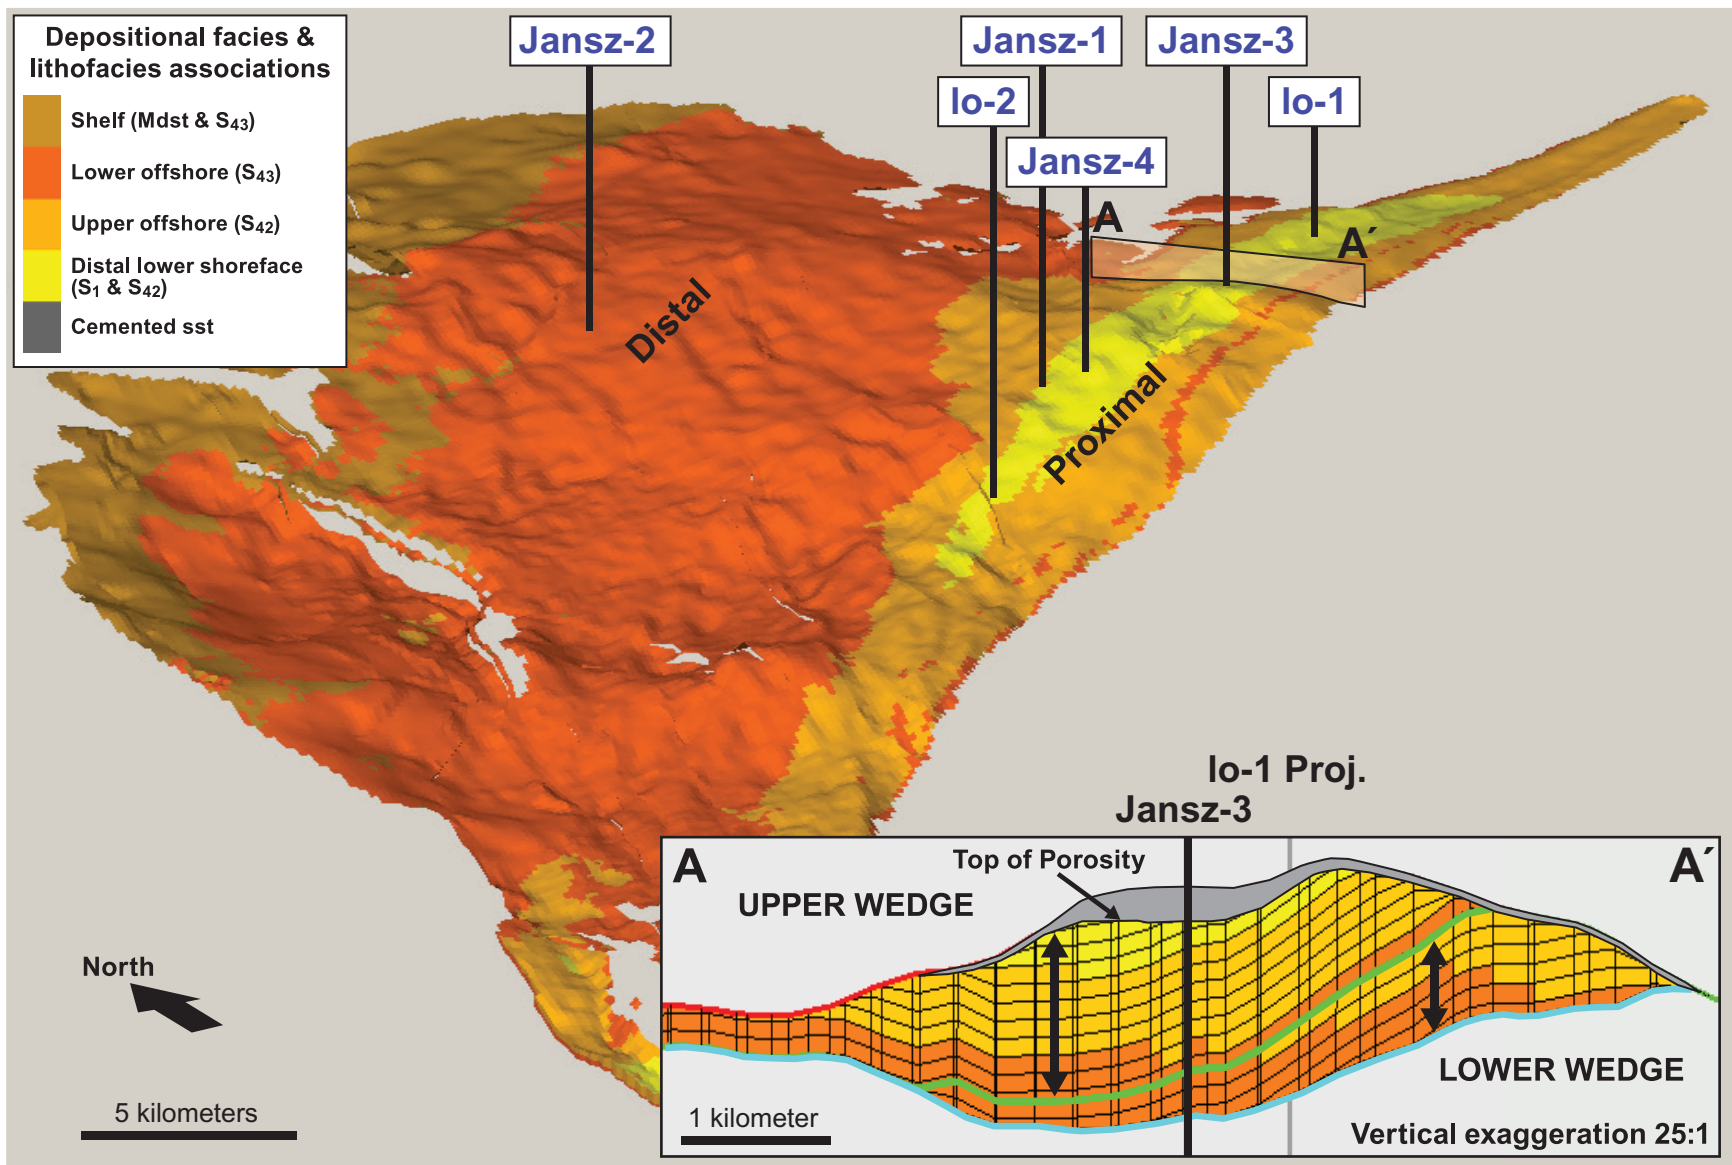 Depositional facies &
lithofacies associations
Shelf (Mdst & S43)
Lower offshore (S43)
Upper offshore (S42)
Distal lower shoreface
(S1 & S42)
Cemented sst
Jansz-2
Jansz-1
Jansz-3
Io-2
Io-1
Jansz-4
A
A´
Distal
Proximal
North
5 kilometers
Io-1 Proj.
Jansz-3
A
Top of Porosity
A´
UPPER WEDGE
LOWER WEDGE
1 kilometer
Vertical exaggeration 25:1